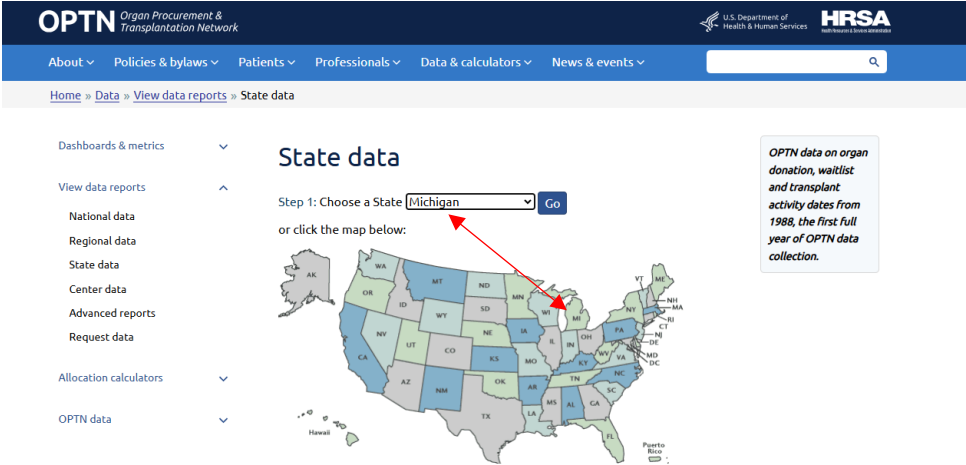 OPTN Organ Procurement & Transplantation Network
U.S. Department of Health & Human Services
HRSA
Health Resources & Services Administration
About Policies & bylaws Patients Professionals Data & calculators News & events
Home » Data » View data reports » State data
Dashboards & metrics
View data reports
National data
Regional data
State data
Center data
Advanced reports
Request data
Allocation calculators
OPTN data
State data
Step 1: Choose a State Michigan Go
or click the map below:
AK
WA
MT
ND
MN
OR
ID
WY
SD
WI
MI
NY
VT
ME
NH
MA
RI
CT
NJ
DE
MD
DC
NV
UT
CO
NE
IA
IL
IN
OH
PA
CA
KS
MO
KY
WV
VA
AZ
NM
OK
AR
TN
NC
SC
TX
LA
MS
AL
GA
FL
Hawaii
Puerto
Rico
OPTN data on organ
donation, waitlist
and transplant
activity dates from
1988, the first full
year of OPTN data
collection.